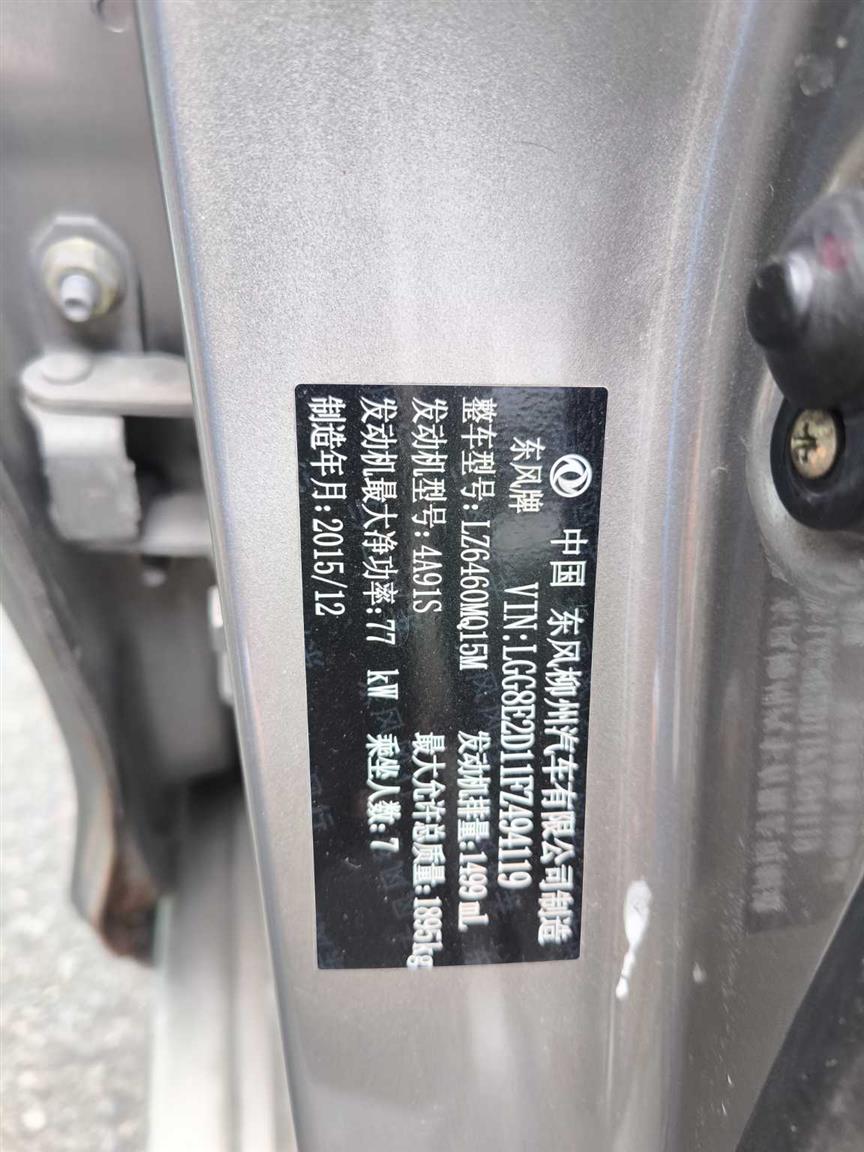 中国 东风柳州汽车有限公司制造
东风牌 VIN:LGG8E2D11FZ494119
整车型号:LZ6460MQ15M 发动机排量:1499 mL
发动机型号:4A91S 最大允许总质量:1895kg
发动机最大净功率:77 kW 乘坐人数:7
制造年月:2015/12